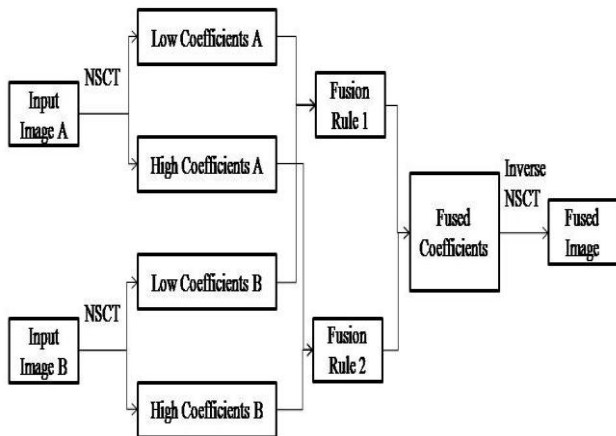 Low Coefficients A
NSCT
Input
Image A
High Coefficients A
Fusion
Rule 1
Low Coefficients B
NSCT
Input
Image B
High Coefficients B
Fusion
Rule 2
Fused
Coefficients
Inverse
NSCT
Fused
Image